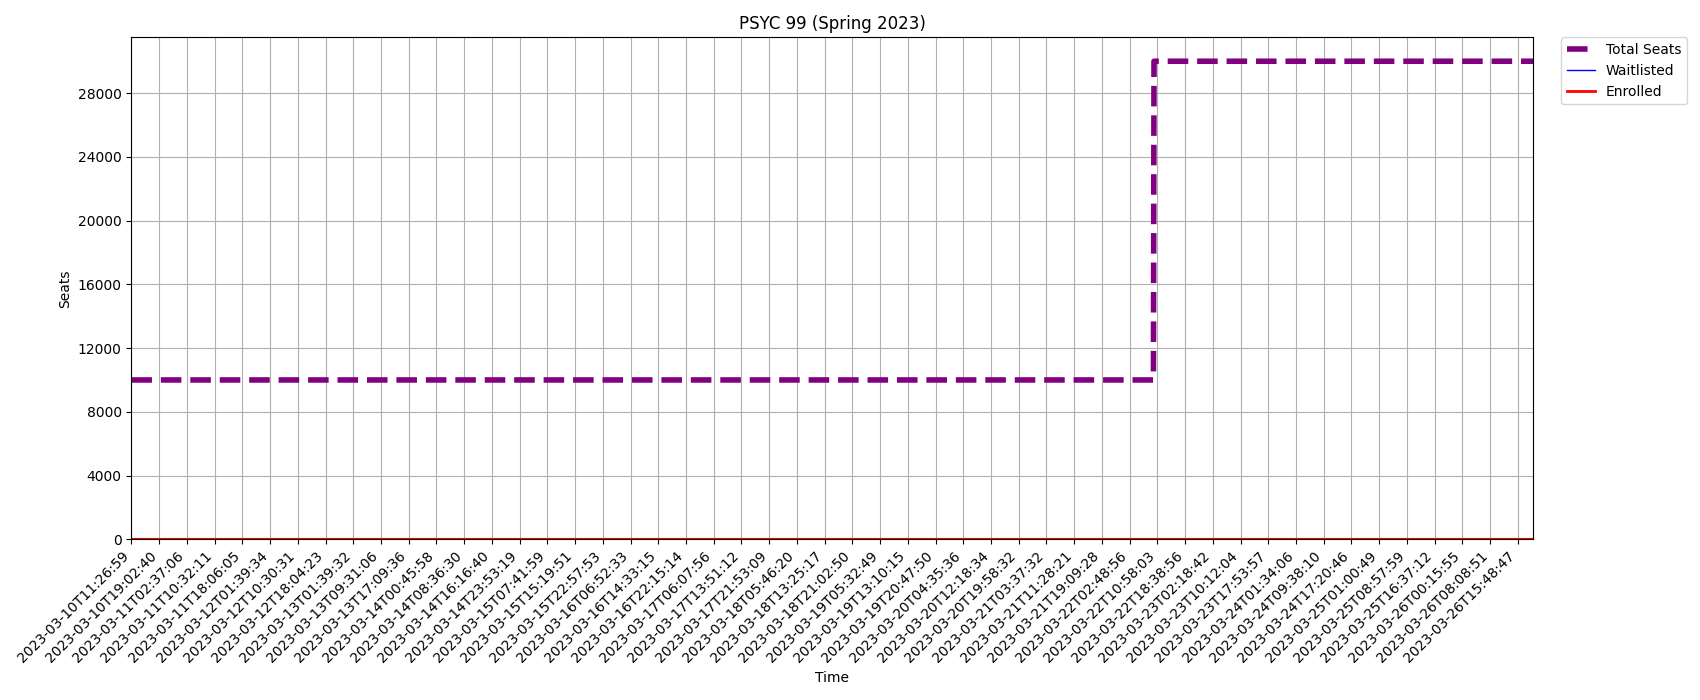 PSYC 99 (Spring 2023)
Total Seats
Waitlisted
Enrolled
Seats
28000
24000
20000
16000
12000
8000
4000
0
2023-03-10T11:26:59
2023-03-10T19:02:40
2023-03-11T02:37:06
2023-03-11T10:32:11
2023-03-11T18:06:05
2023-03-12T01:39:34
2023-03-12T10:30:31
2023-03-12T18:04:23
2023-03-13T01:39:32
2023-03-13T09:31:06
2023-03-13T17:09:36
2023-03-14T00:45:58
2023-03-14T08:36:30
2023-03-14T16:16:40
2023-03-14T23:53:19
2023-03-15T07:41:59
2023-03-15T15:19:51
2023-03-15T22:57:53
2023-03-16T06:52:33
2023-03-16T14:33:15
2023-03-16T22:15:14
2023-03-17T06:07:56
2023-03-17T13:51:12
2023-03-17T21:53:09
2023-03-18T05:46:20
2023-03-18T13:25:17
2023-03-18T21:02:50
2023-03-19T05:32:49
2023-03-19T13:10:15
2023-03-19T20:47:50
2023-03-20T04:35:36
2023-03-20T12:18:34
2023-03-20T19:58:32
2023-03-21T03:37:32
2023-03-21T11:28:21
2023-03-21T19:09:28
2023-03-22T02:48:56
2023-03-22T10:58:03
2023-03-22T18:38:56
2023-03-23T02:18:42
2023-03-23T10:12:04
2023-03-23T17:53:57
2023-03-24T01:34:06
2023-03-24T09:38:10
2023-03-24T17:20:46
2023-03-25T01:00:49
2023-03-25T08:57:59
2023-03-25T16:37:12
2023-03-26T00:15:55
2023-03-26T08:08:51
2023-03-26T15:48:47
Time